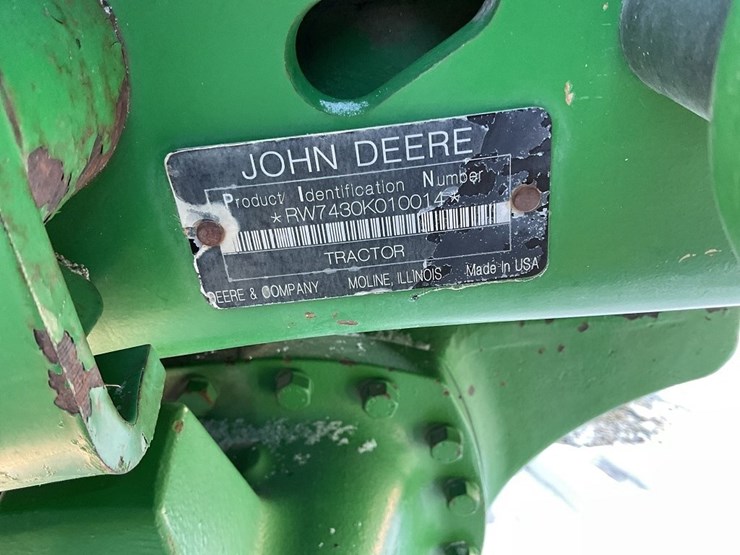 JOHN DEERE
Product Identification Number
*RW7430K010014*
TRACTOR
DEERE & COMPANY MOLINE, ILLINOIS Made in USA